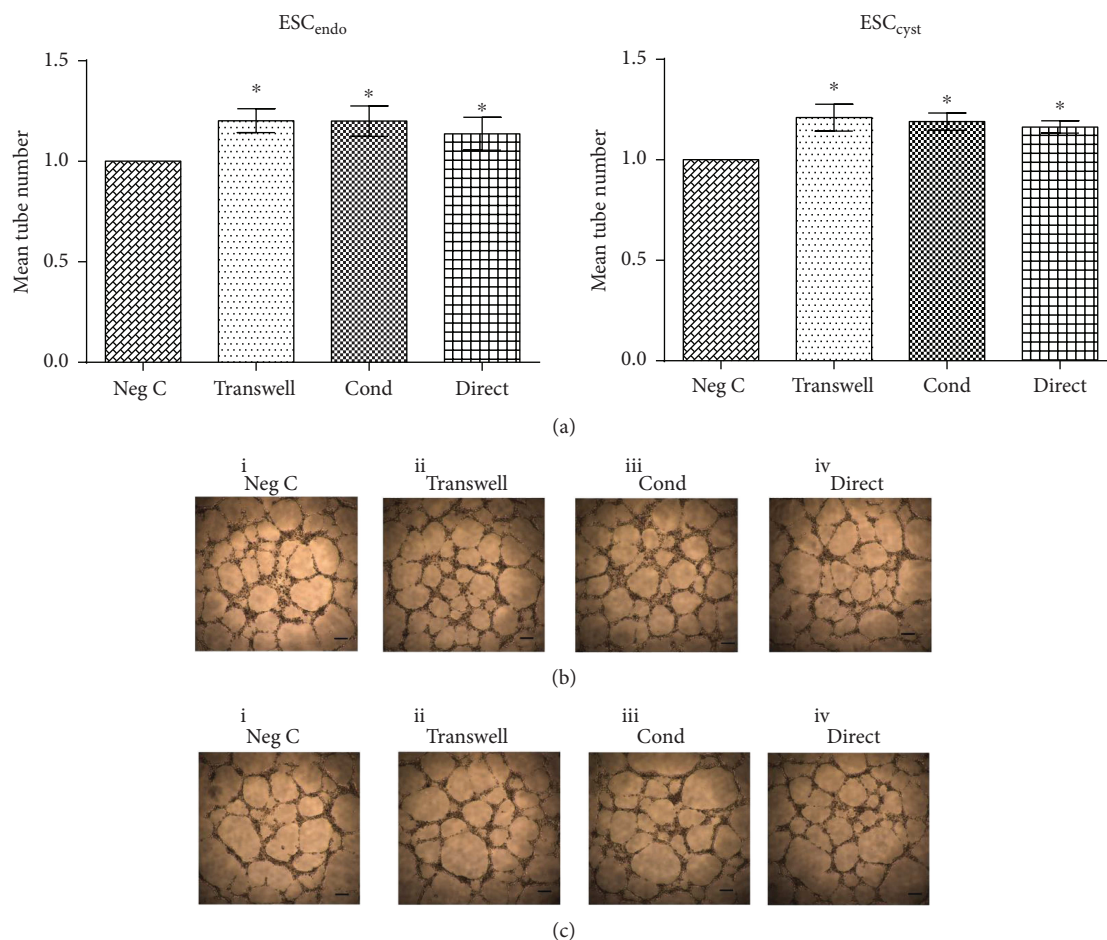 ESCendo
Mean tube number
1.5
1.0
0.5
0.0
*
*
*
Neg C Transwell Cond Direct
ESCcyst
Mean tube number
1.5
1.0
0.5
0.0
*
*
*
Neg C Transwell Cond Direct
(a)
i ii iii iv
Neg C Transwell Cond Direct
(b)
i ii iii iv
Neg C Transwell Cond Direct
(c)